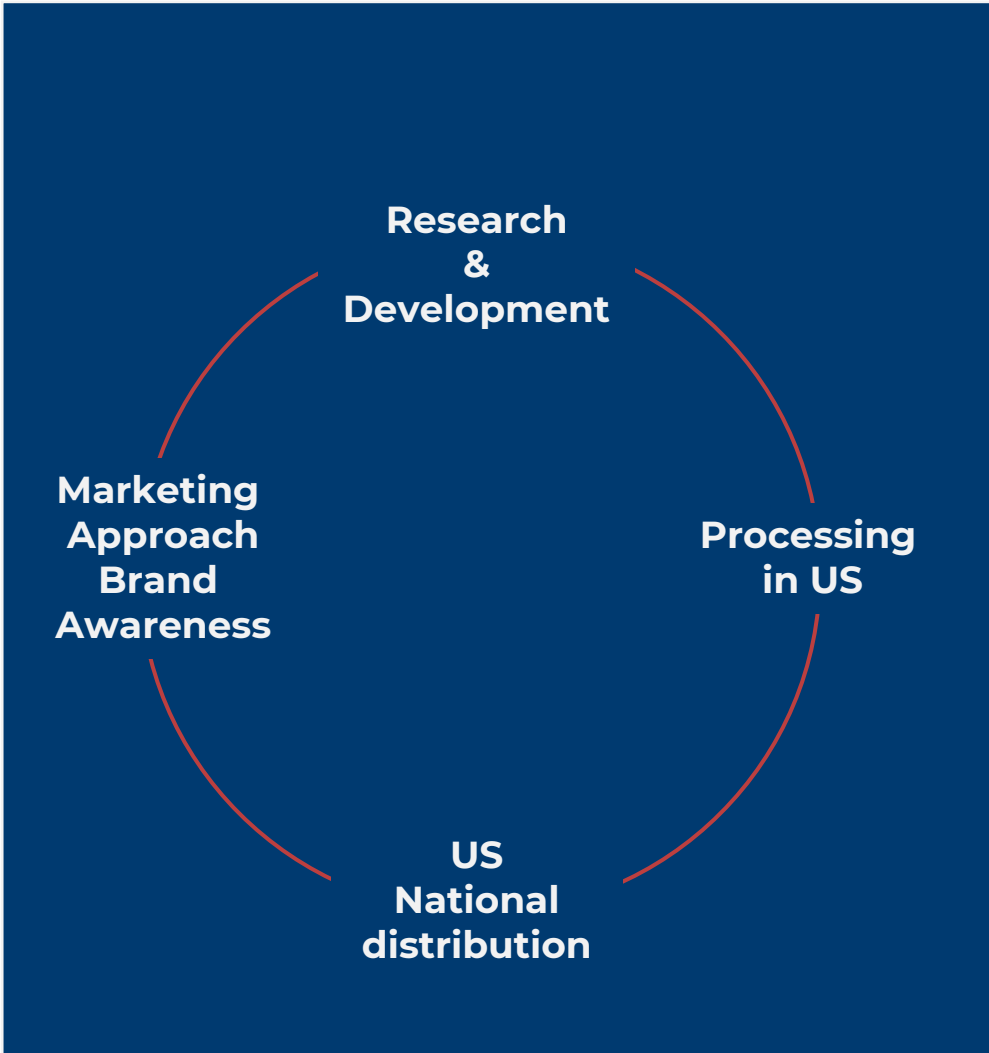 Research
&
Development
Marketing
Approach
Brand
Awareness
Processing
in US
US
National
distribution